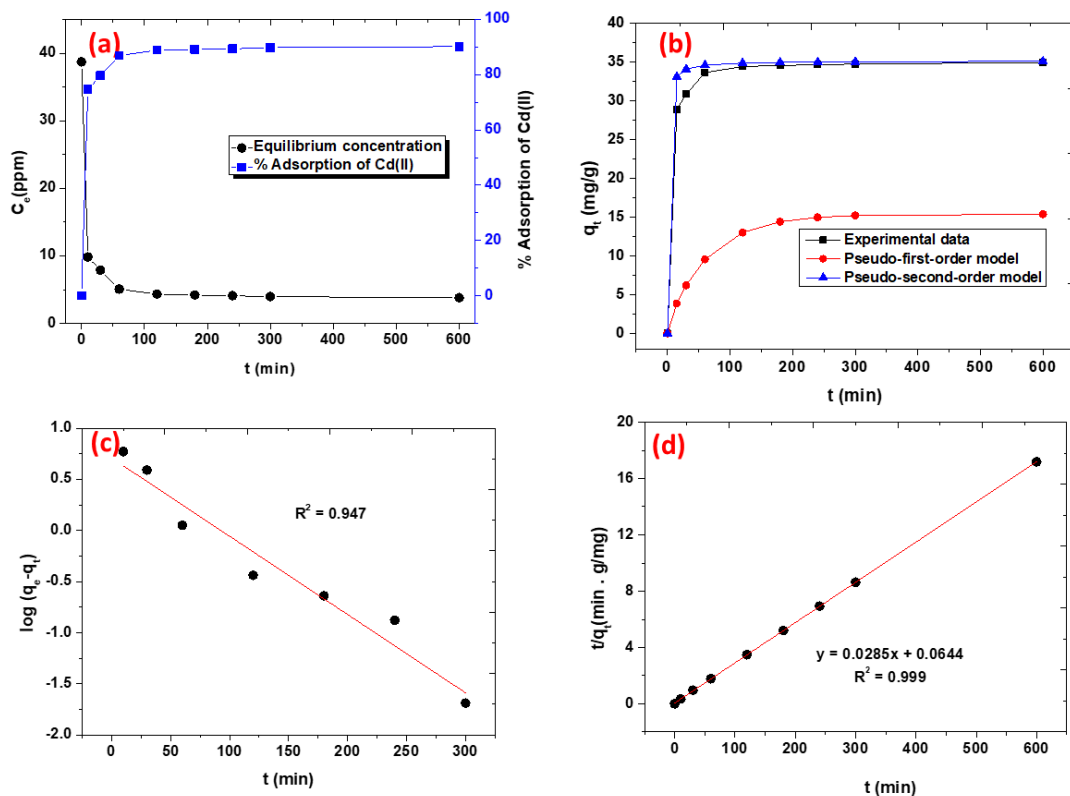 (a)
C_e(ppm)
40
30
20
10
0
100
80
60
40
20
0
% Adsorption of Cd(II)
Equilibrium concentration
% Adsorption of Cd(II)
0 100 200 300 400 500 600
t (min)
(b)
q_t (mg/g)
40
35
30
25
20
15
10
5
0
Experimental data
Pseudo-first-order model
Pseudo-second-order model
0 100 200 300 400 500 600
t (min)
(c)
log (q_e-q_t)
1.0
0.5
0.0
-0.5
-1.0
-1.5
-2.0
R² = 0.947
0 50 100 150 200 250 300
t (min)
(d)
t/q_t(min . g/mg)
20
16
12
8
4
0
y = 0.0285x + 0.0644
R² = 0.999
0 100 200 300 400 500 600
t (min)